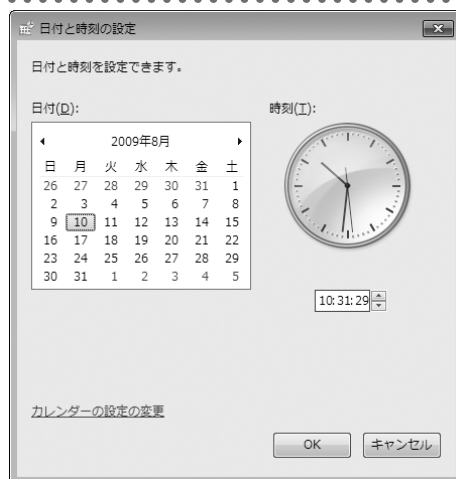 日付と時刻の設定
日付と時刻を設定できます。
日付(D):
時刻(T):
2009年8月
日 月 火 水 木 金 土
26 27 28 29 30 31 1
2 3 4 5 6 7 8
9 10 11 12 13 14 15
16 17 18 19 20 21 22
23 24 25 26 27 28 29
30 31 1 2 3 4 5
10:31:29
カレンダーの設定の変更
OK
キャンセル